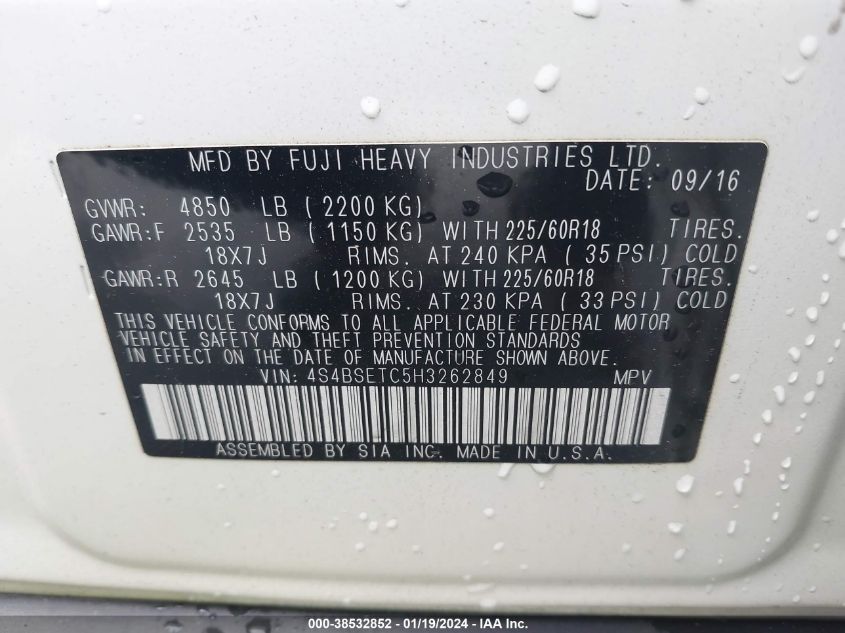 MFD BY FUJI HEAVY INDUSTRIES LTD.
DATE: 09/16
GVWR: 4850 LB ( 2200 KG)
GAWR:F 2535 LB ( 1150 KG) WITH 225/60R18 TIRES.
18X7J RIMS. AT 240 KPA ( 35 PSI) COLD
GAWR:R 2645 LB ( 1200 KG) WITH 225/60R18 TIRES.
18X7J RIMS. AT 230 KPA ( 33 PSI) COLD
THIS VEHICLE CONFORMS TO ALL APPLICABLE FEDERAL MOTOR
VEHICLE SAFETY AND THEFT PREVENTION STANDARDS
IN EFFECT ON THE DATE OF MANUFACTURE SHOWN ABOVE.
VIN: 4S4BSETC5H3262849 MPV
ASSEMBLED BY SIA INC. MADE IN U.S.A.
000-38532852 - 01/19/2024 - IAA Inc.